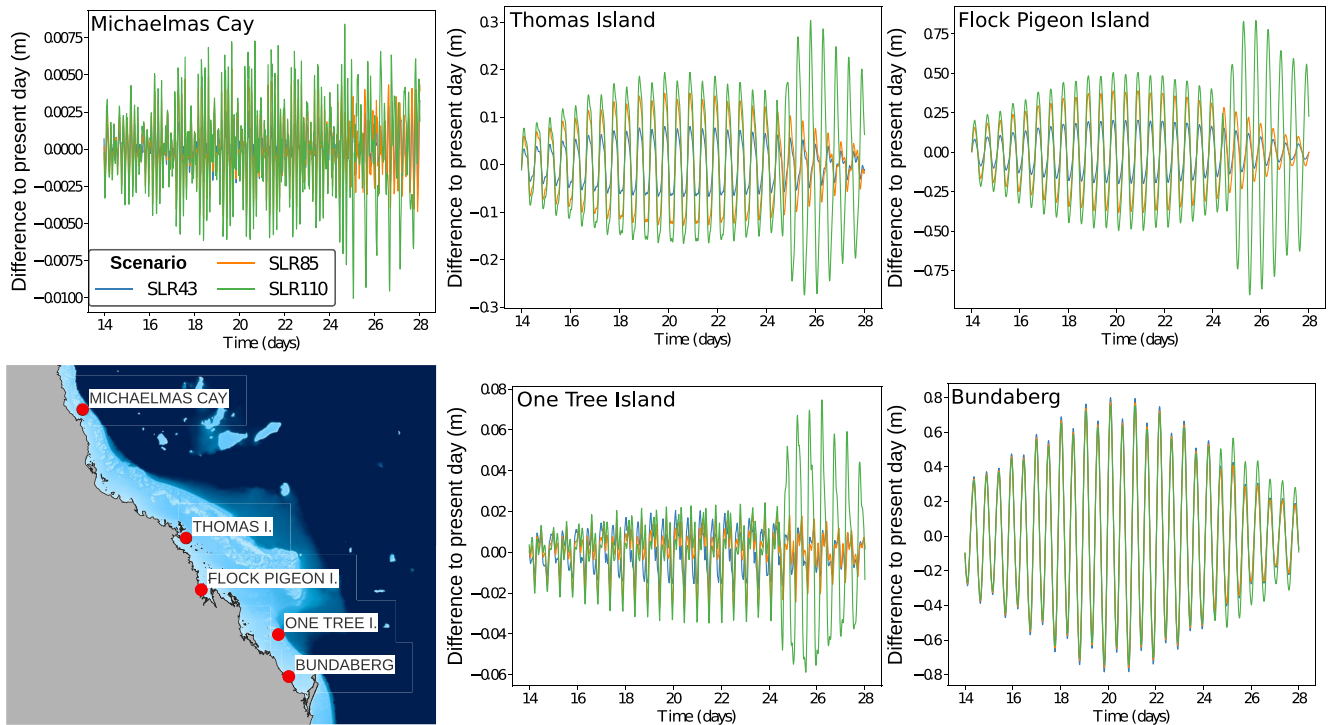 Michaelmas Cay
Difference to present day (m)
0.0075
0.0050
0.0025
0.0000
−0.0025
−0.0050
−0.0075
−0.0100
Scenario
SLR43
SLR85
SLR110
14 16 18 20 22 24 26 28
Time (days)
Thomas Island
Difference to present day (m)
0.3
0.2
0.1
0.0
−0.1
−0.2
−0.3
14 16 18 20 22 24 26 28
Time (days)
Flock Pigeon Island
Difference to present day (m)
0.75
0.50
0.25
0.00
−0.25
−0.50
−0.75
14 16 18 20 22 24 26 28
Time (days)
MICHAELMAS CAY
THOMAS I.
FLOCK PIGEON I.
ONE TREE I.
BUNDABERG
One Tree Island
Difference to present day (m)
0.08
0.06
0.04
0.02
0.00
−0.02
−0.04
−0.06
14 16 18 20 22 24 26 28
Time (days)
Bundaberg
Difference to present day (m)
0.8
0.6
0.4
0.2
0.0
−0.2
−0.4
−0.6
−0.8
14 16 18 20 22 24 26 28
Time (days)